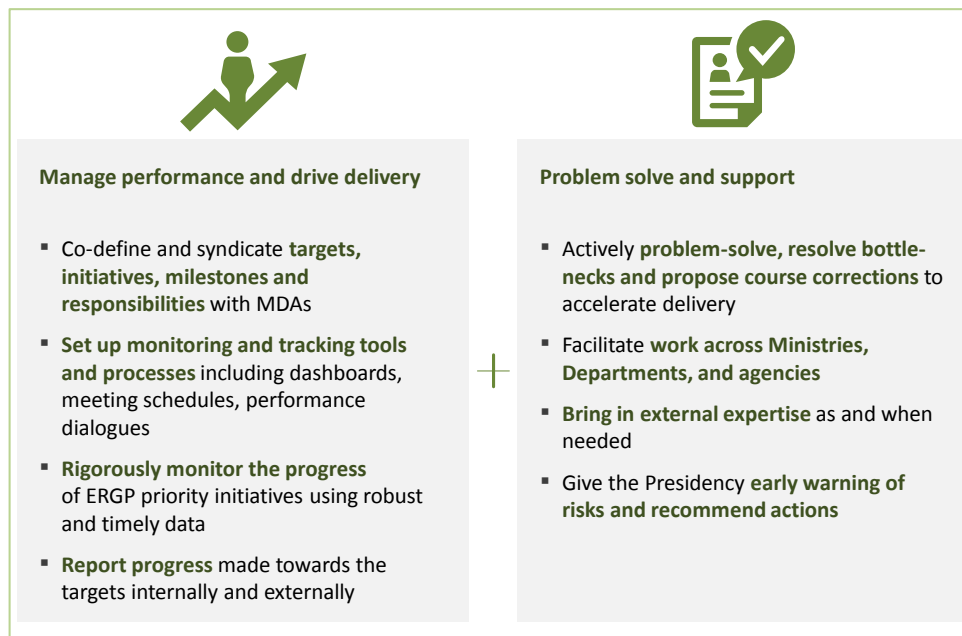 Manage performance and drive delivery
▪ Co-define and syndicate targets,
initiatives, milestones and
responsibilities with MDAs
▪ Set up monitoring and tracking tools
and processes including dashboards,
meeting schedules, performance
dialogues
▪ Rigorously monitor the progress
of ERGP priority initiatives using robust
and timely data
▪ Report progress made towards the
targets internally and externally
+
Problem solve and support
▪ Actively problem-solve, resolve bottle-
necks and propose course corrections to
accelerate delivery
▪ Facilitate work across Ministries,
Departments, and agencies
▪ Bring in external expertise as and when
needed
▪ Give the Presidency early warning of
risks and recommend actions